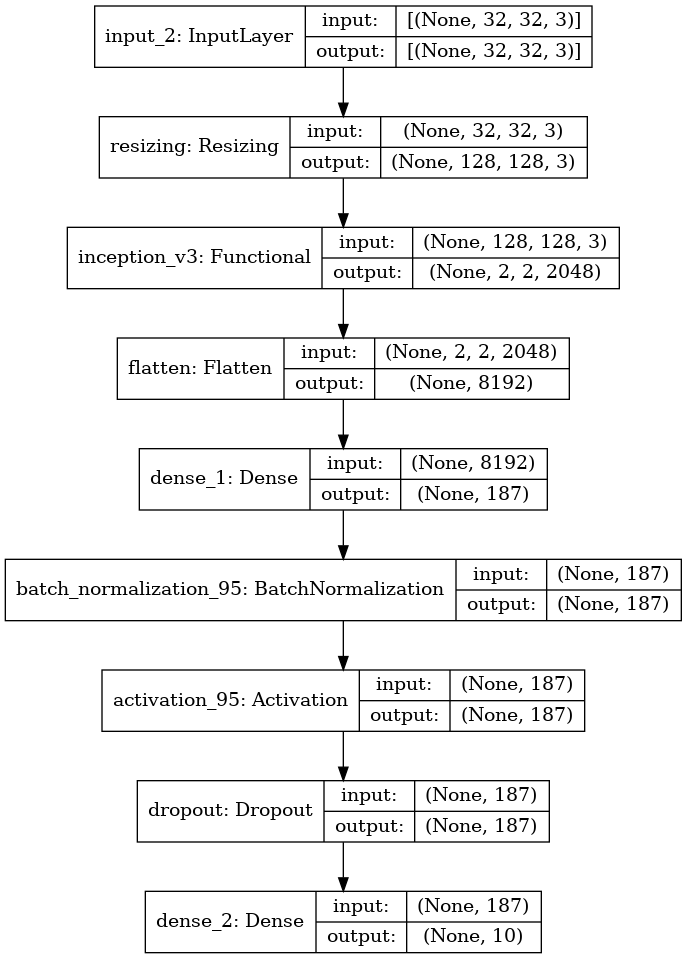 input_2: InputLayer
input: [(None, 32, 32, 3)]
output: [(None, 32, 32, 3)]
resizing: Resizing
input: (None, 32, 32, 3)
output: (None, 128, 128, 3)
inception_v3: Functional
input: (None, 128, 128, 3)
output: (None, 2, 2, 2048)
flatten: Flatten
input: (None, 2, 2, 2048)
output: (None, 8192)
dense_1: Dense
input: (None, 8192)
output: (None, 187)
batch_normalization_95: BatchNormalization
input: (None, 187)
output: (None, 187)
activation_95: Activation
input: (None, 187)
output: (None, 187)
dropout: Dropout
input: (None, 187)
output: (None, 187)
dense_2: Dense
input: (None, 187)
output: (None, 10)